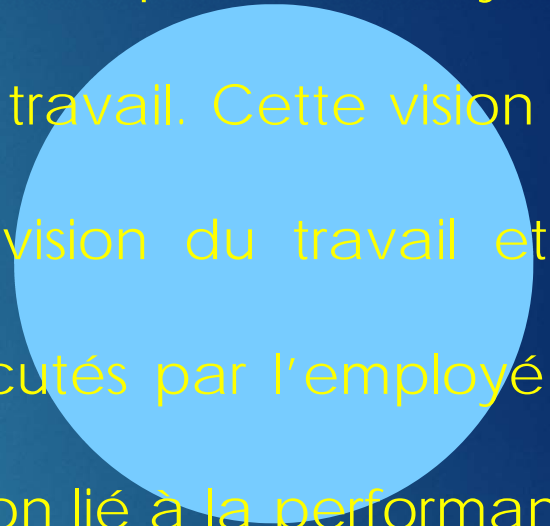 travail. Cette vision
vision du travail et
cutés par l'employé
on lié à la performan